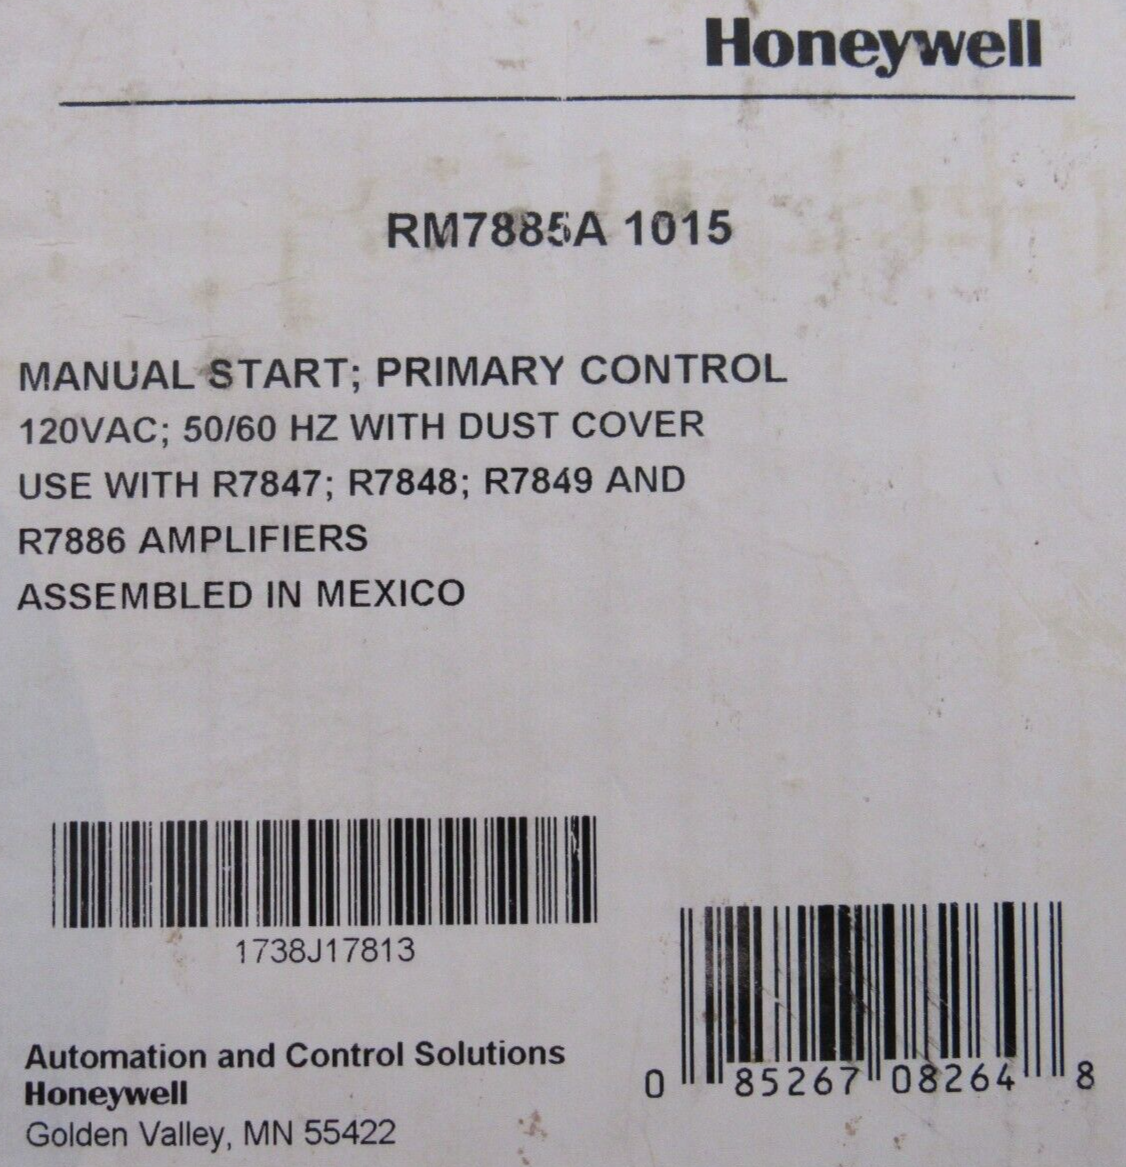 Honeywell
RM7885A 1015
MANUAL START; PRIMARY CONTROL
120VAC; 50/60 HZ WITH DUST COVER
USE WITH R7847; R7848; R7849 AND
R7886 AMPLIFIERS
ASSEMBLED IN MEXICO
1738J17813
0 85267 08264 8
Automation and Control Solutions
Honeywell
Golden Valley, MN 55422